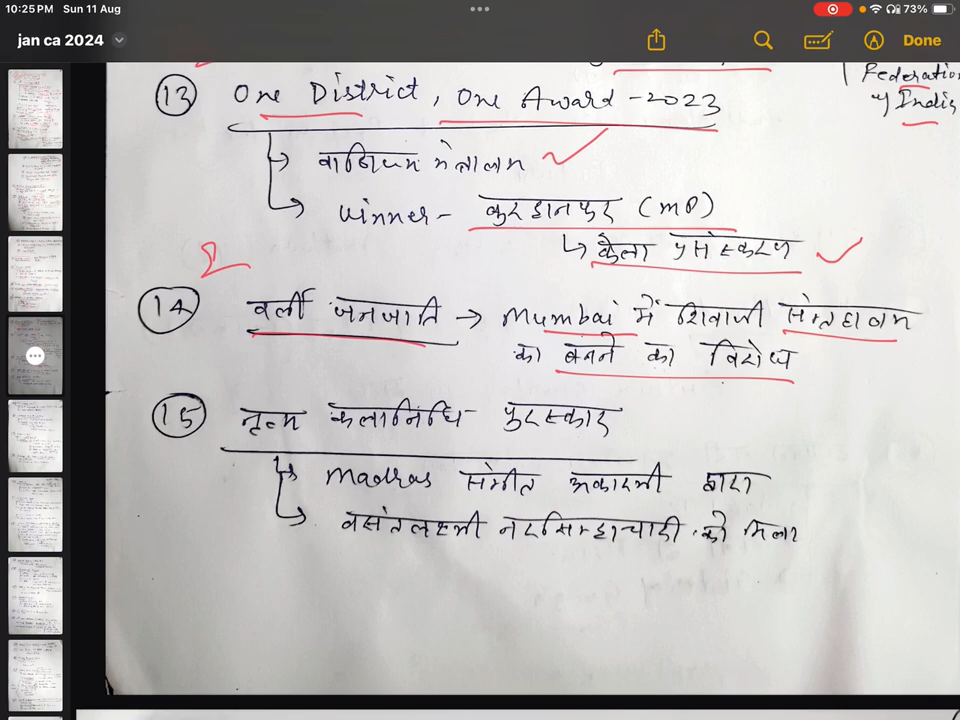 10:25 PM Sun 11 Aug
73%
jan ca 2024
Done
Federation
of India
13 One District, One Award - 2023
वाणिज्य मंत्रालय
Winner - बुरहानपुर (MP)
केला प्रसंस्करण
14 वर्ली जनजाति → Mumbai में शिवाजी संग्रहालय
का बनने का विरोध
15 नृत्य कलानिधि पुरस्कार
Madras संगीत अकादमी द्वारा
वसंतलक्ष्मी नरसिम्हाचारी को मिला